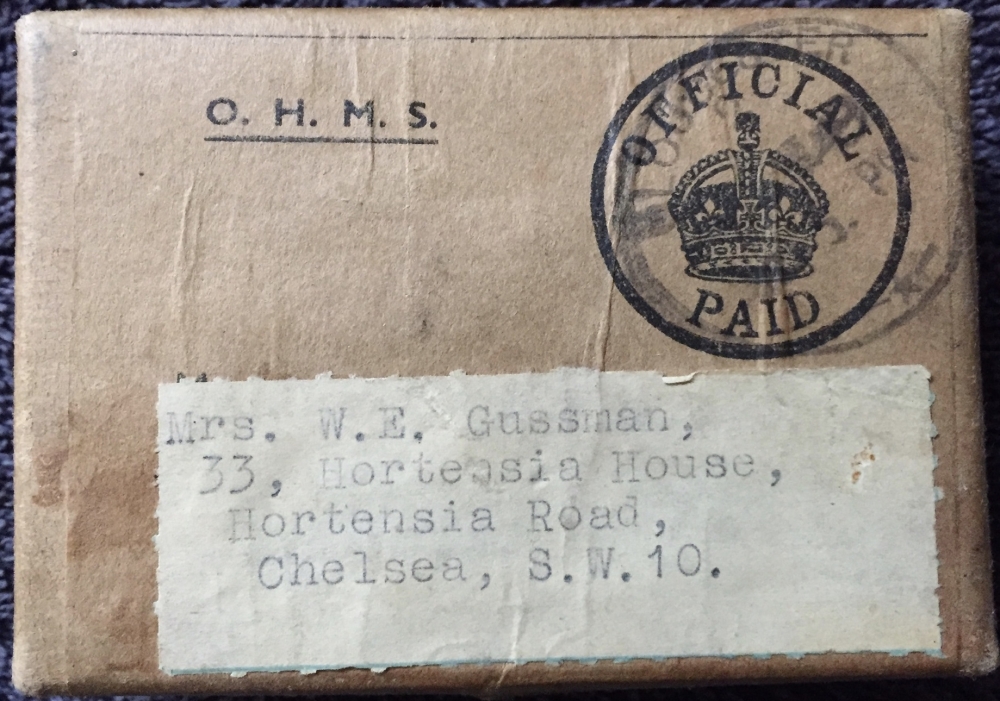 O. H. M. S.
OFFICIAL
PAID
Mrs. W.E. Gussman,
33, Hortensia House,
Hortensia Road,
Chelsea, S.W.10.